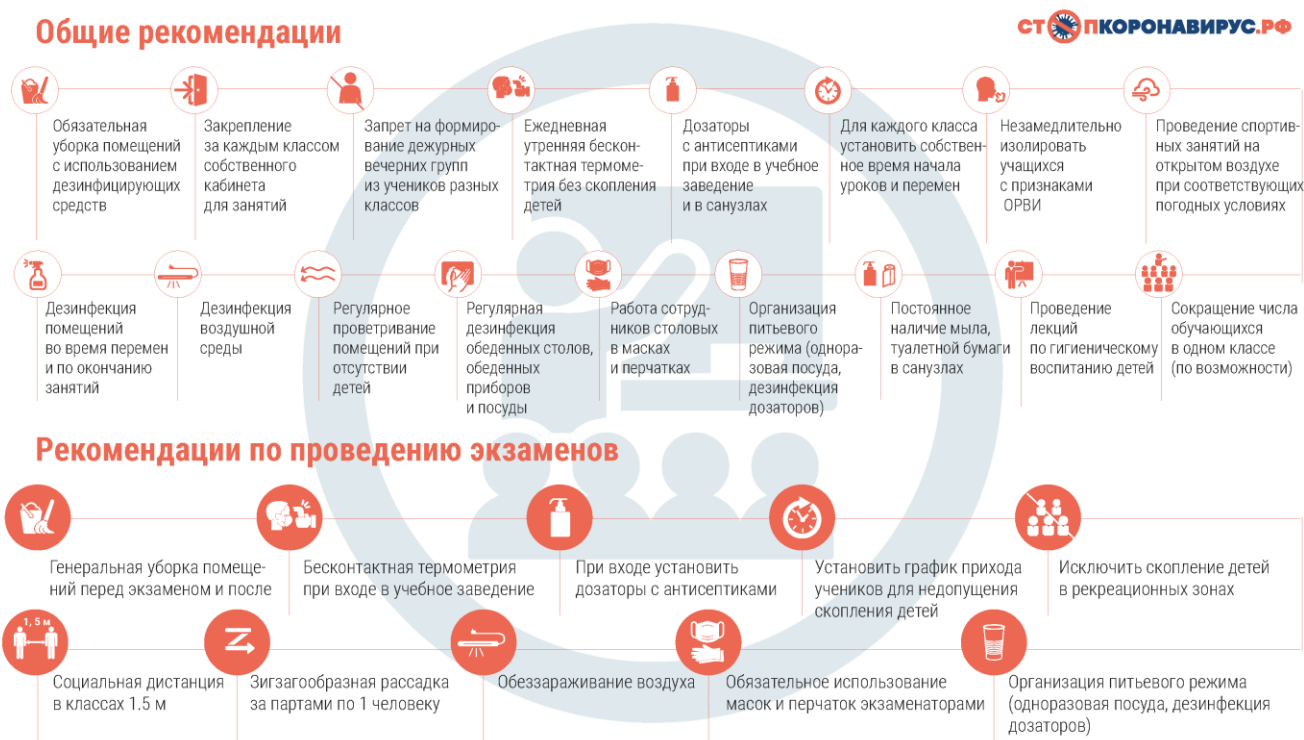 Общие рекомендации
СТОПКОРОНАВИРУС.РФ
Обязательная
уборка помещений
с использованием
дезинфицирующих
средств
Закрепление
за каждым классом
собственного
кабинета
для занятий
Запрет на формиро-
вание дежурных
вечерних групп
из учеников разных
классов
Ежедневная
утренняя бескон-
тактная термоме-
трия без скопления
детей
Дозаторы
с антисептиками
при входе в учебное
заведение
и в санузлах
Для каждого класса
установить собствен-
ное время начала
уроков и перемен
Незамедлительно
изолировать
учащихся
с признаками
ОРВИ
Проведение спортив-
ных занятий на
открытом воздухе
при соответствующих
погодных условиях
Дезинфекция
помещений
во время перемен
и по окончанию
занятий
Дезинфекция
воздушной
среды
Регулярное
проветривание
помещений при
отсутствии
детей
Регулярная
дезинфекция
обеденных столов,
обеденных
приборов
и посуды
Работа сотруд-
ников столовых
в масках
и перчатках
Организация
питьевого
режима (однора-
зовая посуда,
дезинфекция
дозаторов)
Постоянное
наличие мыла,
туалетной бумаги
в санузлах
Проведение
лекций
по гигиеническому
воспитанию детей
Сокращение числа
обучающихся
в одном классе
(по возможности)
Рекомендации по проведению экзаменов
Генеральная уборка помеще-
ний перед экзаменом и после
Бесконтактная термометрия
при входе в учебное заведение
При входе установить
дозаторы с антисептиками
Установить график прихода
учеников для недопущения
скопления детей
Исключить скопление детей
в рекреационных зонах
1, 5 м
Социальная дистанция
в классах 1.5 м
Зигзагообразная рассадка
за партами по 1 человеку
Обеззараживание воздуха
Обязательное использование
масок и перчаток экзаменаторами
Организация питьевого режима
(одноразовая посуда, дезинфекция
дозаторов)